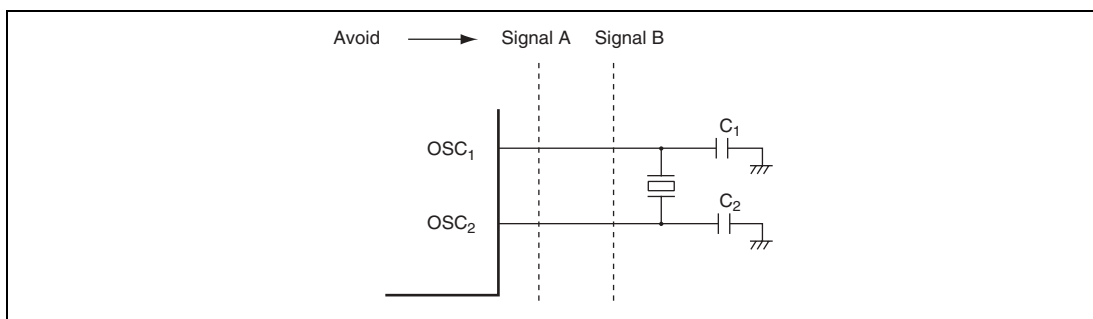 Avoid Signal A Signal B
OSC₁
C₁
OSC₂
C₂